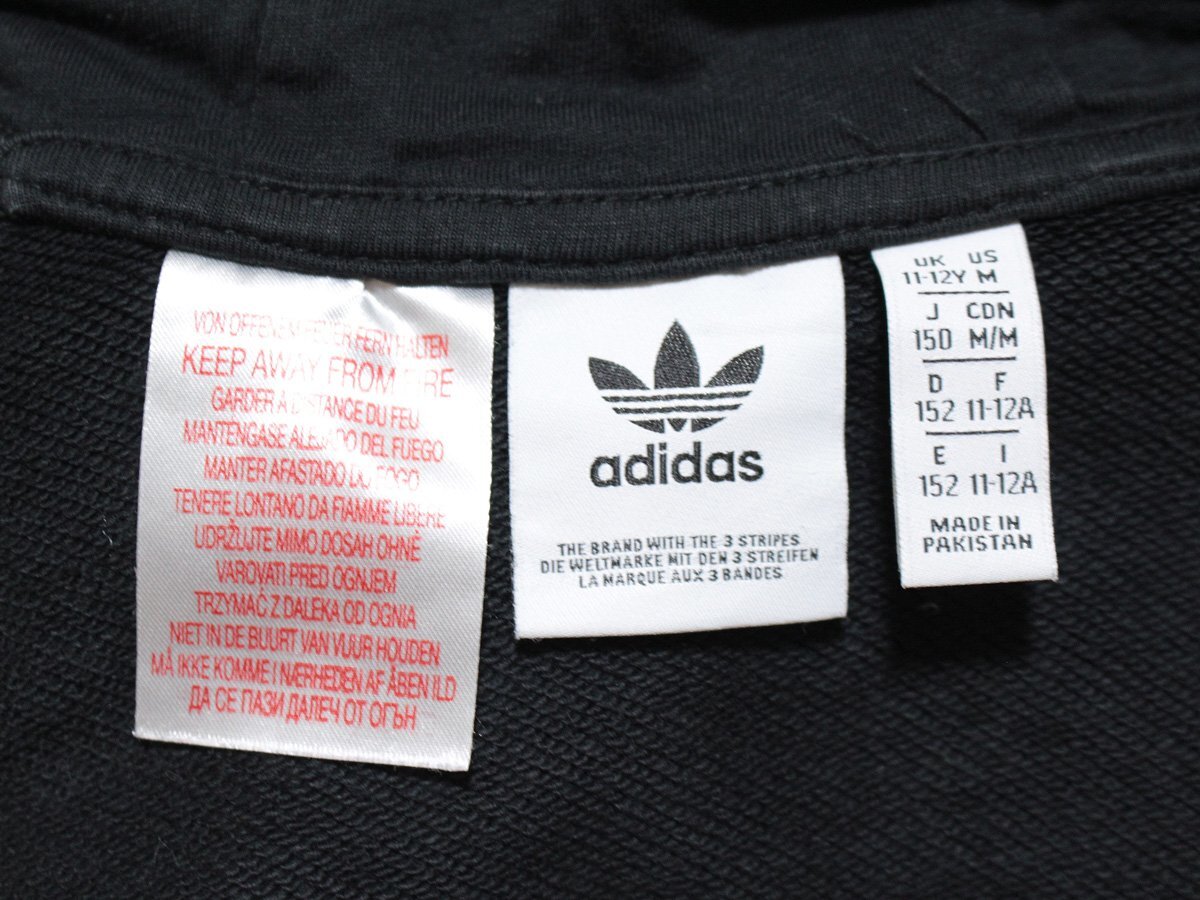 VON OFFENEM FEUER FERN HALTEN
KEEP AWAY FROM FIRE
GARDER A DISTANCE DU FEU
MANTENGASE ALEJADO DEL FUEGO
MANTER AFASTADO DO FOGO
TENERE LONTANO DA FIAMME LIBERE
UDRŽUJTE MIMO DOSAH OHNĚ
VAROVATI PRED OGNJEM
TRZYMAĆ Z DALEKA OD OGNIA
NIET IN DE BUURT VAN VUUR HOUDEN
MÅ IKKE KOMME I NÆRHEDEN AF ÅBEN ILD
ДА СЕ ПАЗИ ДАЛЕЧ ОТ ОГЪН
adidas
THE BRAND WITH THE 3 STRIPES
DIE WELTMARKE MIT DEN 3 STREIFEN
LA MARQUE AUX 3 BANDES
UK US
11-12Y M
J CDN
150 M/M
D F
152 11-12A
E I
152 11-12A
MADE IN
PAKISTAN